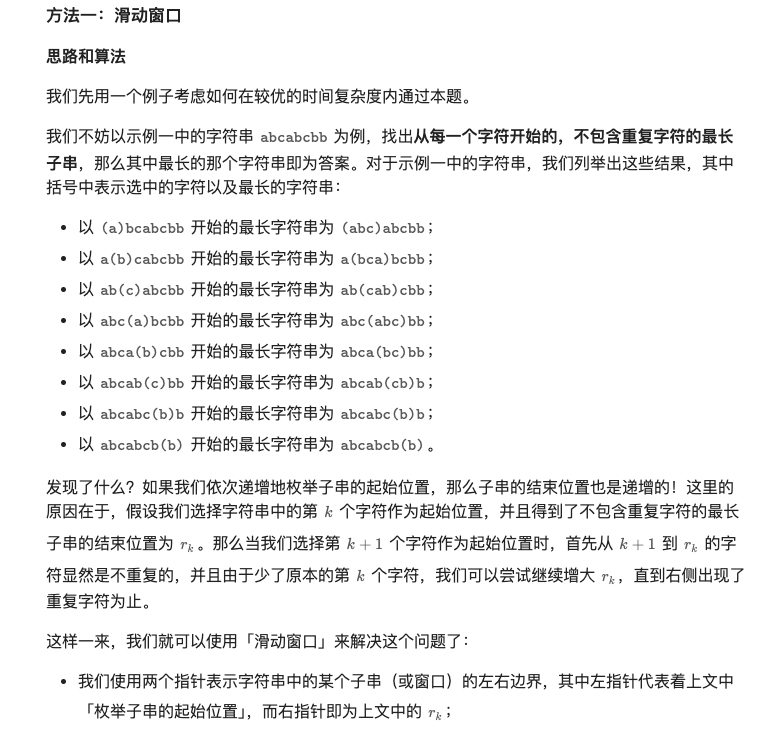 方法一：滑动窗口
思路和算法
我们先用一个例子考虑如何在较优的时间复杂度内通过本题。
我们不妨以示例一中的字符串 abcabcbb 为例，找出从每一个字符开始的，不包含重复字符的最长
子串，那么其中最长的那个字符串即为答案。对于示例一中的字符串，我们列举出这些结果，其中
括号中表示选中的字符以及最长的字符串：
• 以 (a)bcabcbb 开始的最长字符串为 (abc)abcbb；
• 以 a(b)cabcbb 开始的最长字符串为 a(bca)bcbb；
• 以 ab(c)abcbb 开始的最长字符串为 ab(cab)cbb；
• 以 abc(a)bcbb 开始的最长字符串为 abc(abc)bb；
• 以 abca(b)cbb 开始的最长字符串为 abca(bc)bb；
• 以 abcab(c)bb 开始的最长字符串为 abcab(cb)b；
• 以 abcabc(b)b 开始的最长字符串为 abcabc(b)b；
• 以 abcabcb(b) 开始的最长字符串为 abcabcb(b)。
发现了什么？如果我们依次递增地枚举子串的起始位置，那么子串的结束位置也是递增的！这里的
原因在于，假设我们选择字符串中的第 k 个字符作为起始位置，并且得到了不包含重复字符的最长
子串的结束位置为 rₖ。那么当我们选择第 k + 1 个字符作为起始位置时，首先从 k + 1 到 rₖ 的字
符显然是不重复的，并且由于少了原本的第 k 个字符，我们可以尝试继续增大 rₖ，直到右侧出现了
重复字符为止。
这样一来，我们就可以使用「滑动窗口」来解决这个问题了：
• 我们使用两个指针表示字符串中的某个子串（或窗口）的左右边界，其中左指针代表着上文中
「枚举子串的起始位置」，而右指针即为上文中的 rₖ；